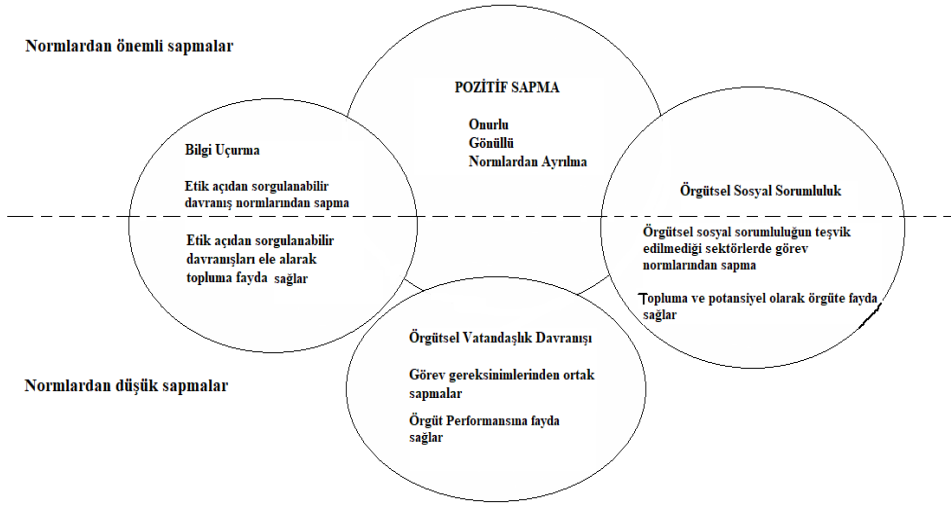 Normlardan önemli sapmalar
POZİTİF SAPMA
Onurlu
Gönüllü
Normlardan Ayrılma
Bilgi Uçurma
Etik açıdan sorgulanabilir
davranış normlarından sapma
Etik açıdan sorgulanabilir
davranışları ele alarak
topluma fayda sağlar
Örgütsel Sosyal Sorumluluk
Örgütsel sosyal sorumluluğun teşvik
edilmediği sektörlerde görev
normlarından sapma
Topluma ve potansiyel olarak örgüte fayda
sağlar
Örgütsel Vatandaşlık Davranışı
Görev gereksinimlerinden ortak
sapmalar
Örgüt Performansına fayda
sağlar
Normlardan düşük sapmalar